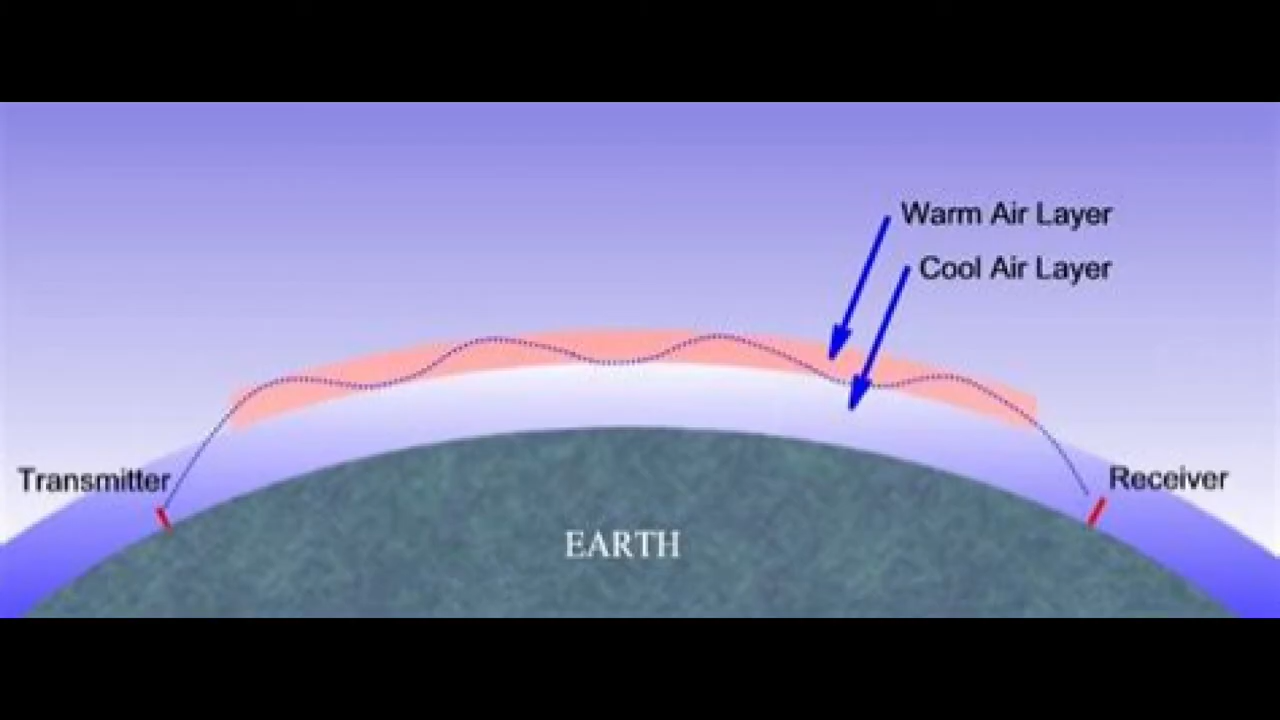 Warm Air Layer
Cool Air Layer
Transmitter
Receiver
EARTH